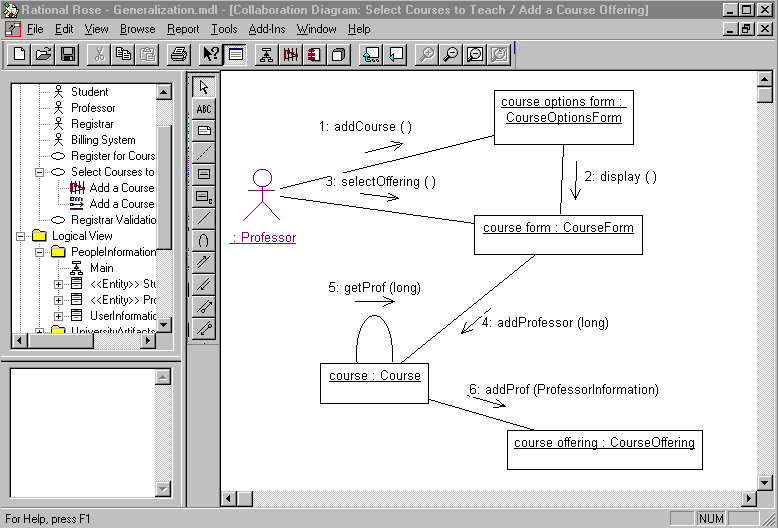 Rational Rose - Generalization.mdl - [Collaboration Diagram: Select Courses to Teach / Add a Course Offering]
File Edit View Browse Report Tools Add-Ins Window Help
Student
Professor
Registrar
Billing System
Register for Cours
Select Courses to
Add a Course
Add a Course
Registrar Validatio
Logical View
PeopleInformation
Main
<<Entity>> Stu
<<Entity>> Pro
UserInformatio
UniversityArtifacts
ABC
course options form :
CourseOptionsForm
1: addCourse ( )
2: display ( )
3: selectOffering ( )
: Professor
course form : CourseForm
5: getProf (long)
4: addProfessor (long)
course : Course
6: addProf (ProfessorInformation)
course offering : CourseOffering
For Help, press F1
NUM